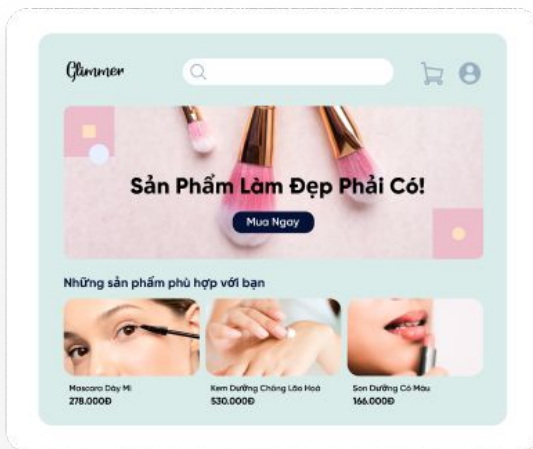 Glimmer
Sản Phẩm Làm Đẹp Phải Có!
Mua Ngay
Những sản phẩm phù hợp với bạn
Mascara Dày Mi
278.000Đ
Kem Dưỡng Chông Lão Hoá
530.000Đ
Son Dưỡng Có Màu
166.000Đ